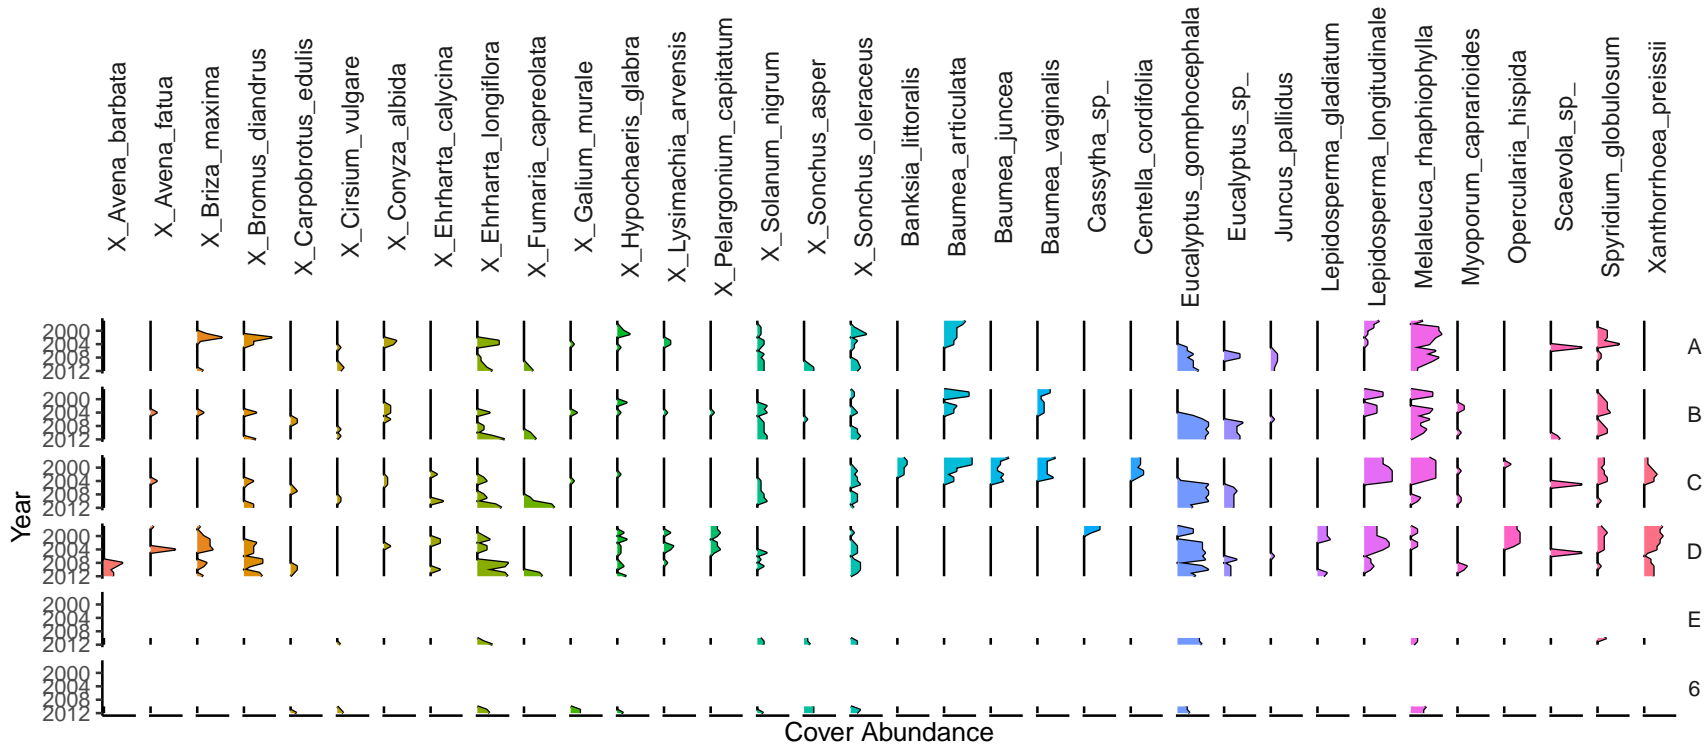 X_Avena_barbata
X_Avena_fatua
X_Briza_maxima
X_Bromus_diandrus
X_Carpobrotus_edulis
X_Cirsium_vulgare
X_Conyza_albida
X_Ehrharta_calycina
X_Ehrharta_longiflora
X_Fumaria_capreolata
X_Galium_murale
X_Hypochaeris_glabra
X_Lysimachia_arvensis
X_Pelargonium_capitatum
X_Solanum_nigrum
X_Sonchus_asper
X_Sonchus_oleraceus
Banksia_littoralis
Baumea_articulata
Baumea_juncea
Baumea_vaginalis
Cassytha_sp_
Centella_cordifolia
Eucalyptus_gomphocephala
Eucalyptus_sp_
Juncus_pallidus
Lepidosperma_gladiatum
Lepidosperma_longitudinale
Melaleuca_rhaphiophylla
Myoporum_caprarioides
Opercularia_hispida
Scaevola_sp_
Spyridium_globulosum
Xanthorrhoea_preissii
Year
2000
2004
2008
2012
A
2000
2004
2008
2012
B
2000
2004
2008
2012
C
2000
2004
2008
2012
D
2000
2004
2008
2012
E
2000
2004
2008
2012
6
Cover Abundance